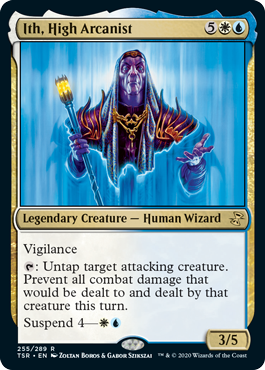 Ith, High Arcanist 5
Legendary Creature — Human Wizard
Vigilance
: Untap target attacking creature.
Prevent all combat damage that
would be dealt to and dealt by that
creature this turn.
Suspend 4—
3/5
255/289 R
TSR • EN Zoltan Boros & Gabor Szikszai ™ & © 2020 Wizards of the Coast